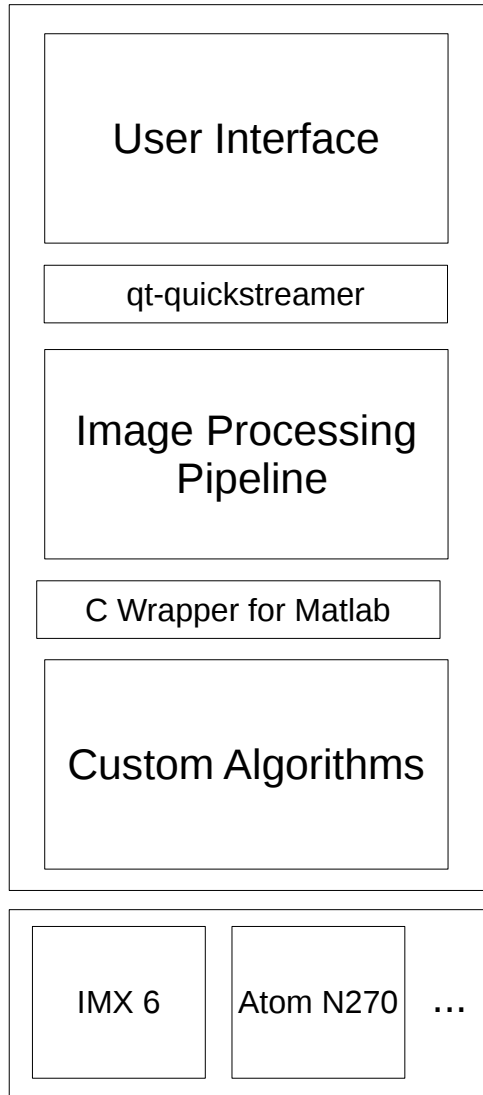 User Interface
qt-quickstreamer
Image Processing
Pipeline
C Wrapper for Matlab
Custom Algorithms
IMX 6
Atom N270
...